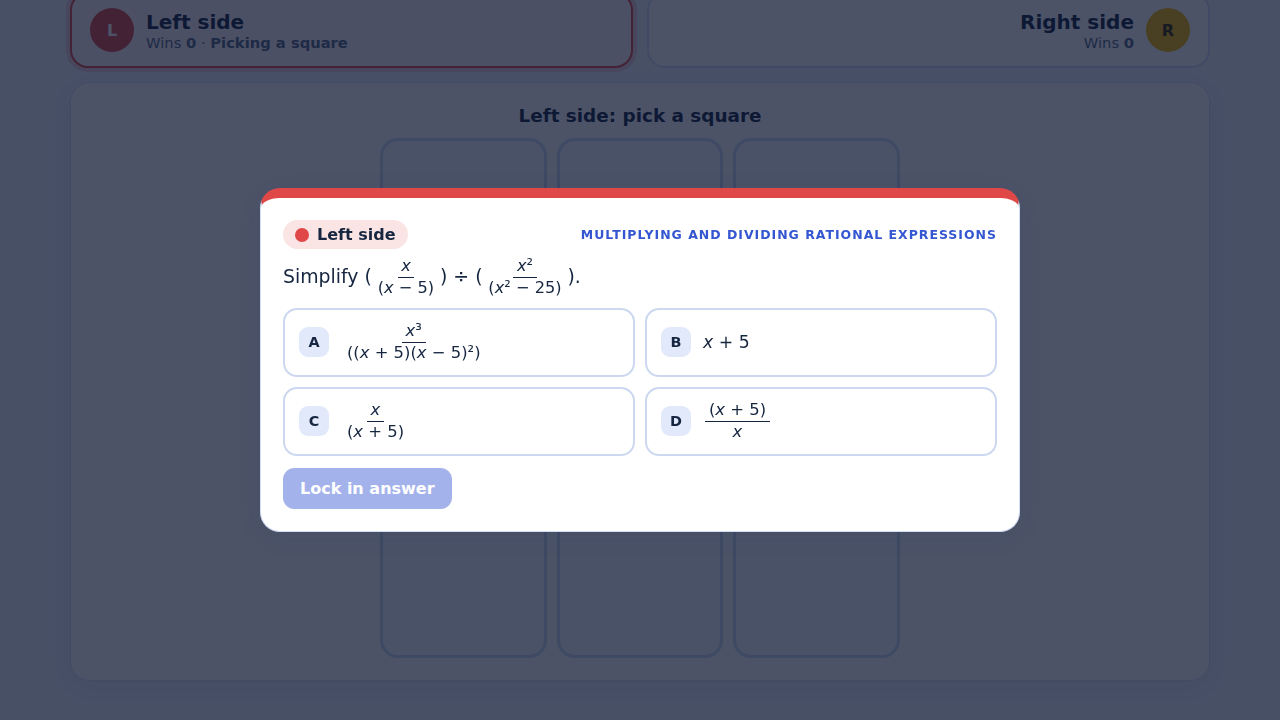 L
Left side
Wins 0 · Picking a square
Right side
Wins 0
R
Left side: pick a square
Left side
MULTIPLYING AND DIVIDING RATIONAL EXPRESSIONS
Simplify ( x / (x − 5) ) ÷ ( x² / (x² − 25) ).
A x³ / ((x + 5)(x − 5)²)
B x + 5
C x / (x + 5)
D (x + 5) / x
Lock in answer